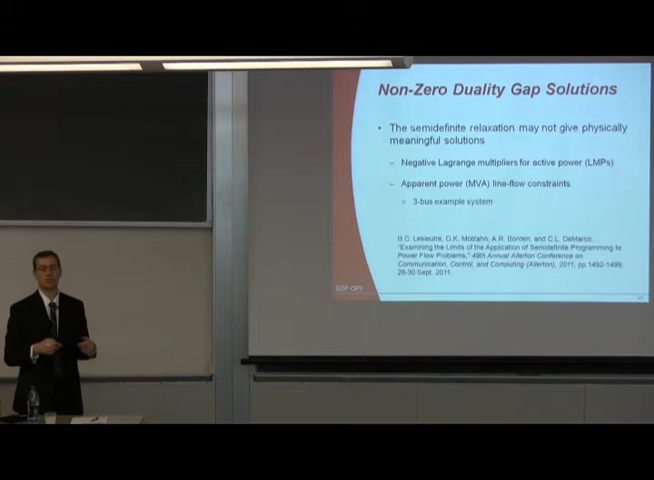 Non-Zero Duality Gap Solutions
• The semidefinite relaxation may not give physically
meaningful solutions
– Negative Lagrange multipliers for active power (LMPs)
– Apparent power (MVA) line-flow constraints
○ 3-bus example system
B.C. Lesieutre, D.K. Molzahn, A.R. Borden, and C.L. DeMarco,
"Examining the Limits of the Application of Semidefinite Programming to
Power Flow Problems," 49th Annual Allerton Conference on
Communication, Control, and Computing (Allerton), 2011, pp.1492-1499,
28-30 Sept. 2011.
SDP OPF